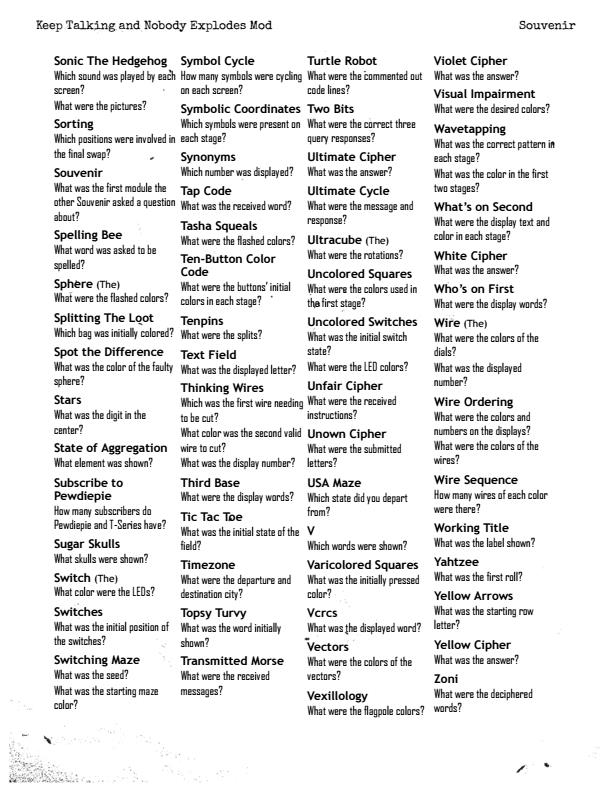 Keep Talking and Nobody Explodes Mod
Souvenir
Sonic The Hedgehog
Which sound was played by each
screen?
What were the pictures?
Sorting
Which positions were involved in
the final swap?
Souvenir
What was the first module the
other Souvenir asked a question
about?
Spelling Bee
What word was asked to be
spelled?
Sphere (The)
What were the flashed colors?
Splitting The Loot
Which bag was initially colored?
Spot the Difference
What was the color of the faulty
sphere?
Stars
What was the digit in the
center?
State of Aggregation
What element was shown?
Subscribe to
Pewdiepie
How many subscribers do
Pewdiepie and T-Series have?
Sugar Skulls
What skulls were shown?
Switch (The)
What color were the LEDs?
Switches
What was the initial position of
the switches?
Switching Maze
What was the seed?
What was the starting maze
color?
Symbol Cycle
How many symbols were cycling
on each screen?
Symbolic Coordinates
Which symbols were present on
each stage?
Synonyms
Which number was displayed?
Tap Code
What was the received word?
Tasha Squeals
What were the flashed colors?
Ten-Button Color
Code
What were the buttons' initial
colors in each stage?
Tenpins
What were the splits?
Text Field
What was the displayed letter?
Thinking Wires
Which was the first wire needing
to be cut?
What color was the second valid
wire to cut?
What was the display number?
Third Base
What were the display words?
Tic Tac Toe
What was the initial state of the
field?
Timezone
What were the departure and
destination city?
Topsy Turvy
What was the word initially
shown?
Transmitted Morse
What were the received
messages?
Turtle Robot
What were the commented out
code lines?
Two Bits
What were the correct three
query responses?
Ultimate Cipher
What was the answer?
Ultimate Cycle
What were the message and
response?
Ultracube (The)
What were the rotations?
Uncolored Squares
What were the colors used in
the first stage?
Uncolored Switches
What was the initial switch
state?
What were the LED colors?
Unfair Cipher
What were the received
instructions?
Unown Cipher
What were the submitted
letters?
USA Maze
Which state did you depart
from?
V
Which words were shown?
Varicolored Squares
What was the initially pressed
color?
Vcrcs
What was the displayed word?
Vectors
What were the colors of the
vectors?
Vexillology
What were the flagpole colors?
Violet Cipher
What was the answer?
Visual Impairment
What were the desired colors?
Wavetapping
What was the correct pattern in
each stage?
What was the color in the first
two stages?
What's on Second
What were the display text and
color in each stage?
White Cipher
What was the answer?
Who's on First
What were the display words?
Wire (The)
What were the colors of the
dials?
What was the displayed
number?
Wire Ordering
What were the colors and
numbers on the displays?
What were the colors of the
wires?
Wire Sequence
How many wires of each color
were there?
Working Title
What was the label shown?
Yahtzee
What was the first roll?
Yellow Arrows
What was the starting row
letter?
Yellow Cipher
What was the answer?
Zoni
What were the deciphered
words?